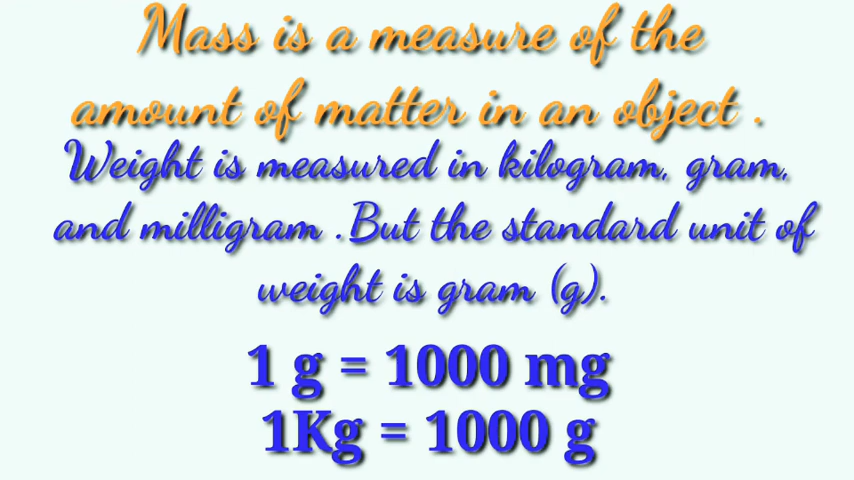 Mass is a measure of the
amount of matter in an object .
Weight is measured in kilogram, gram,
and milligram .But the standard unit of
weight is gram (g).
1 g = 1000 mg
1Kg = 1000 g